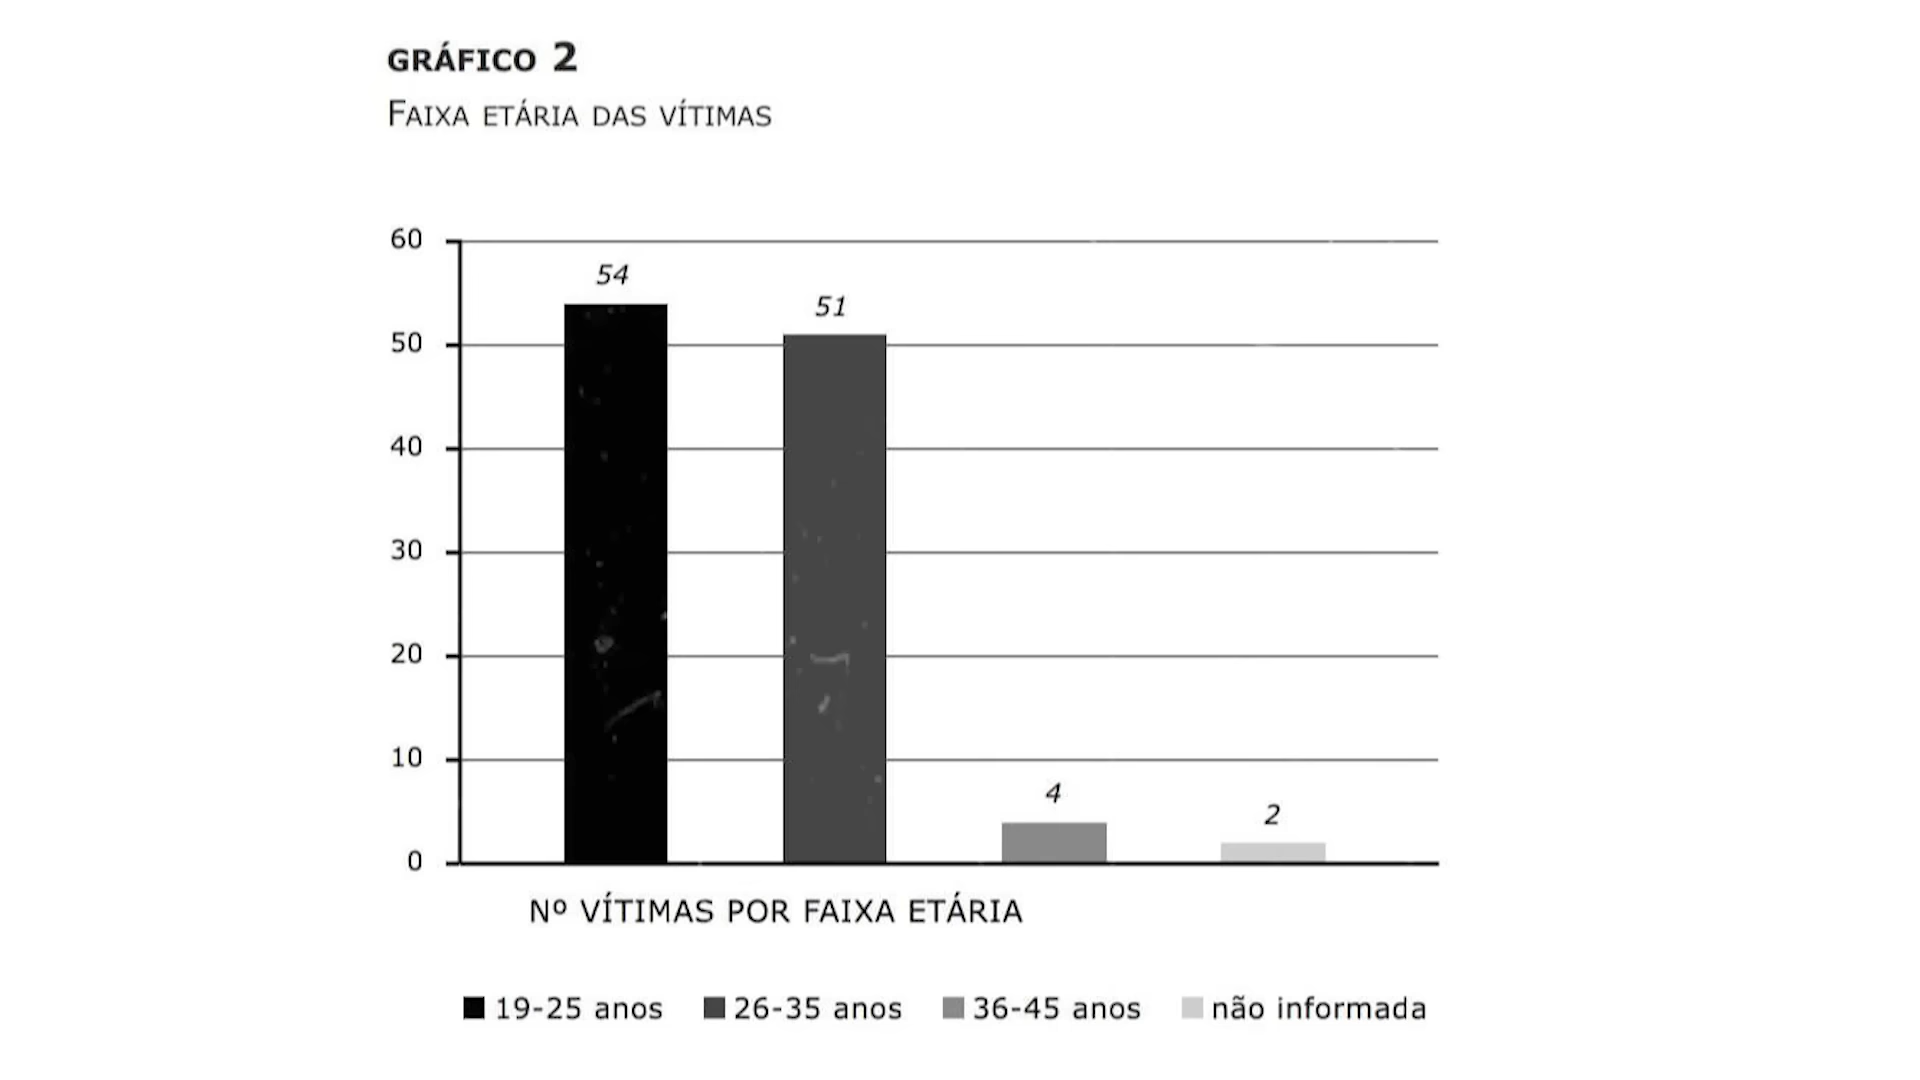 GRÁFICO 2
FAIXA ETÁRIA DAS VÍTIMAS
60
54
51
50
40
30
20
10
4
2
0
Nº VÍTIMAS POR FAIXA ETÁRIA
19-25 anos 26-35 anos 36-45 anos não informada